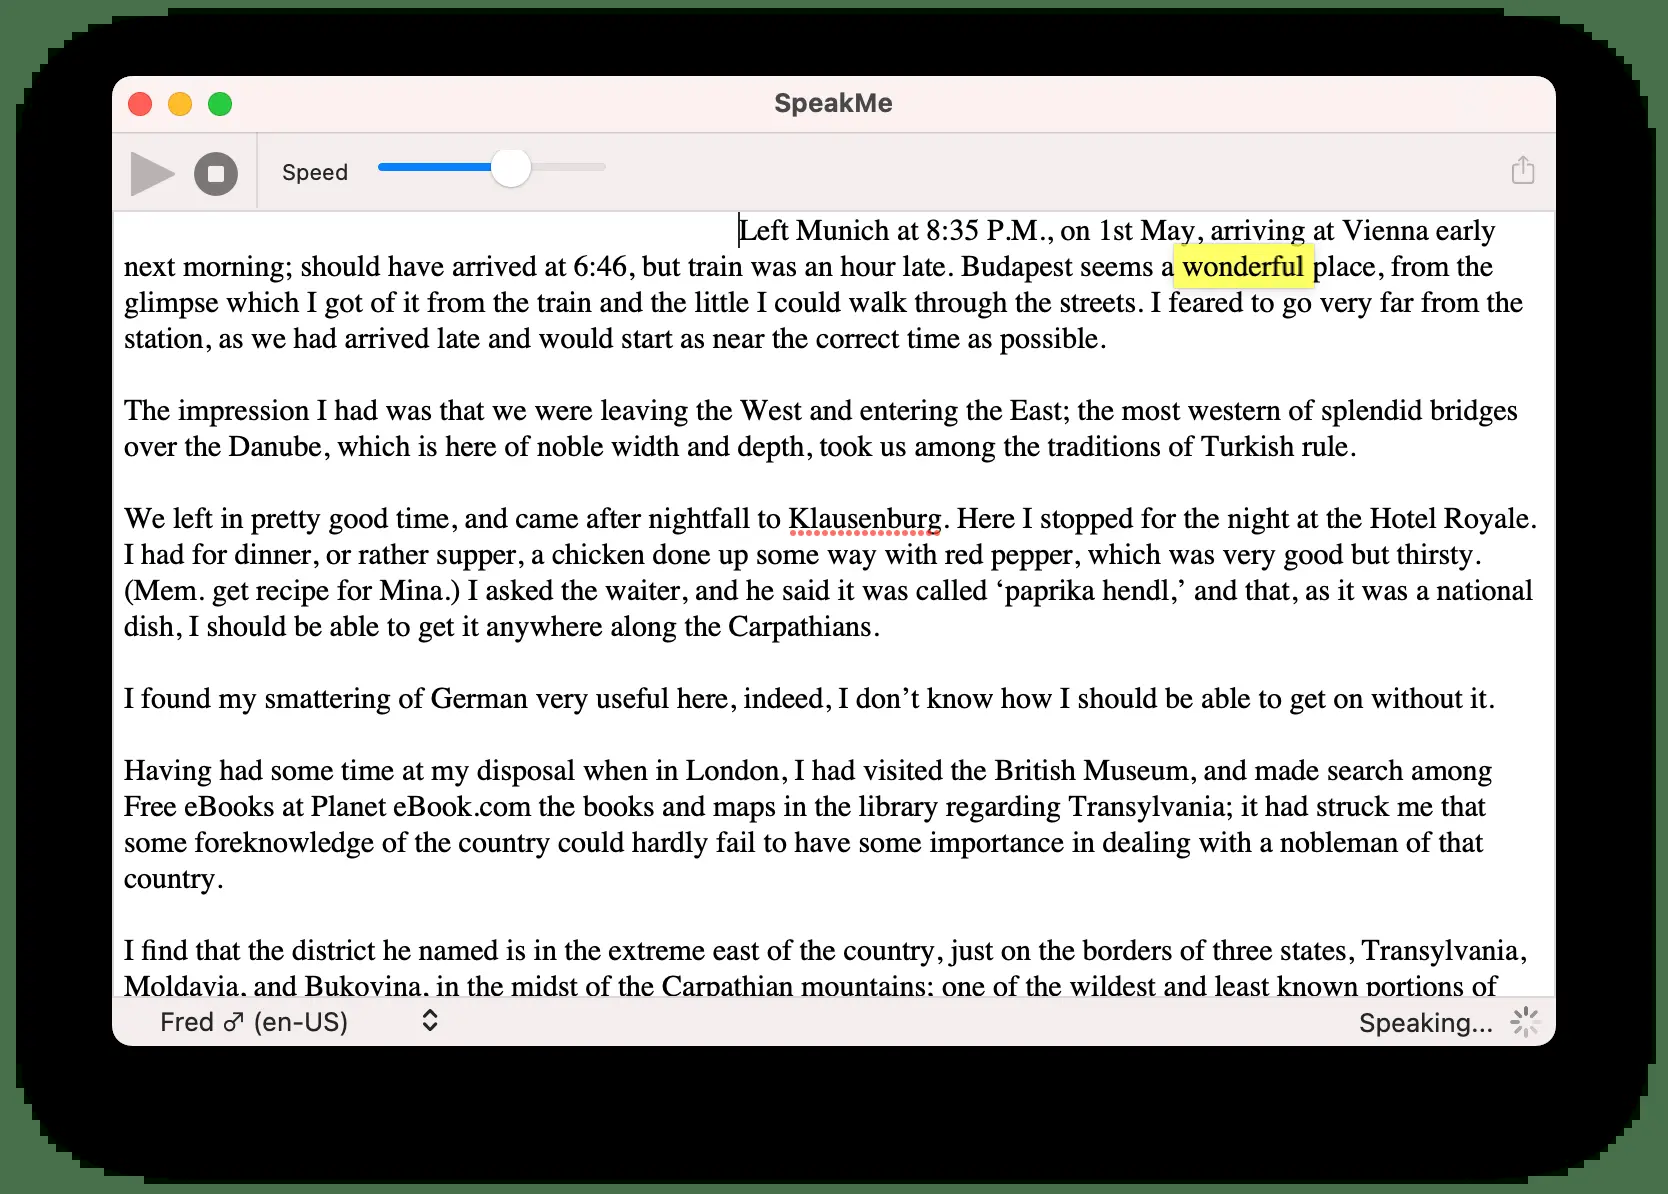 SpeakMe
Speed
Left Munich at 8:35 P.M., on 1st May, arriving at Vienna early
next morning; should have arrived at 6:46, but train was an hour late. Budapest seems a wonderful place, from the
glimpse which I got of it from the train and the little I could walk through the streets. I feared to go very far from the
station, as we had arrived late and would start as near the correct time as possible.
The impression I had was that we were leaving the West and entering the East; the most western of splendid bridges
over the Danube, which is here of noble width and depth, took us among the traditions of Turkish rule.
We left in pretty good time, and came after nightfall to Klausenburg. Here I stopped for the night at the Hotel Royale.
I had for dinner, or rather supper, a chicken done up some way with red pepper, which was very good but thirsty.
(Mem. get recipe for Mina.) I asked the waiter, and he said it was called ‘paprika hendl,’ and that, as it was a national
dish, I should be able to get it anywhere along the Carpathians.
I found my smattering of German very useful here, indeed, I don’t know how I should be able to get on without it.
Having had some time at my disposal when in London, I had visited the British Museum, and made search among
Free eBooks at Planet eBook.com the books and maps in the library regarding Transylvania; it had struck me that
some foreknowledge of the country could hardly fail to have some importance in dealing with a nobleman of that
country.
I find that the district he named is in the extreme east of the country, just on the borders of three states, Transylvania,
Moldavia, and Bukovina, in the midst of the Carpathian mountains; one of the wildest and least known portions of
Fred ♂ (en-US)
Speaking...